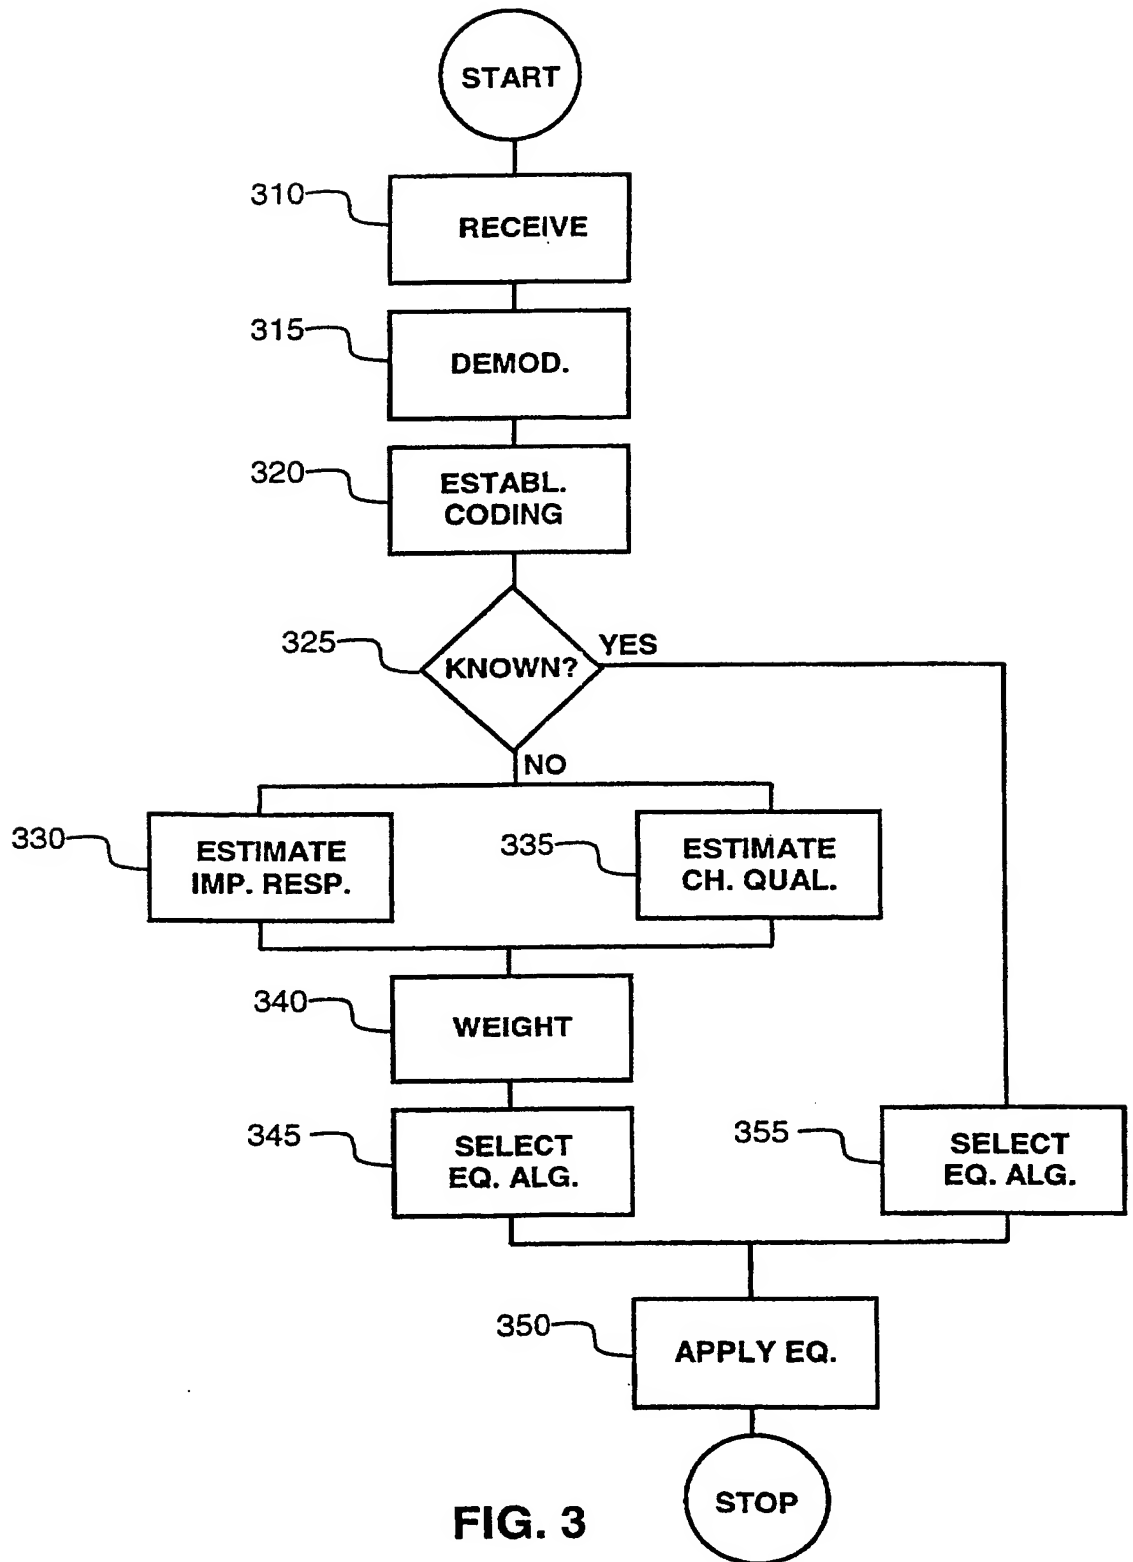 START
310
RECEIVE
315
DEMOD.
320
ESTABL.
CODING
325
KNOWN?
YES
NO
330
ESTIMATE
IMP. RESP.
335
ESTIMATE
CH. QUAL.
340
WEIGHT
345
SELECT
EQ. ALG.
355
SELECT
EQ. ALG.
350
APPLY EQ.
STOP
FIG. 3